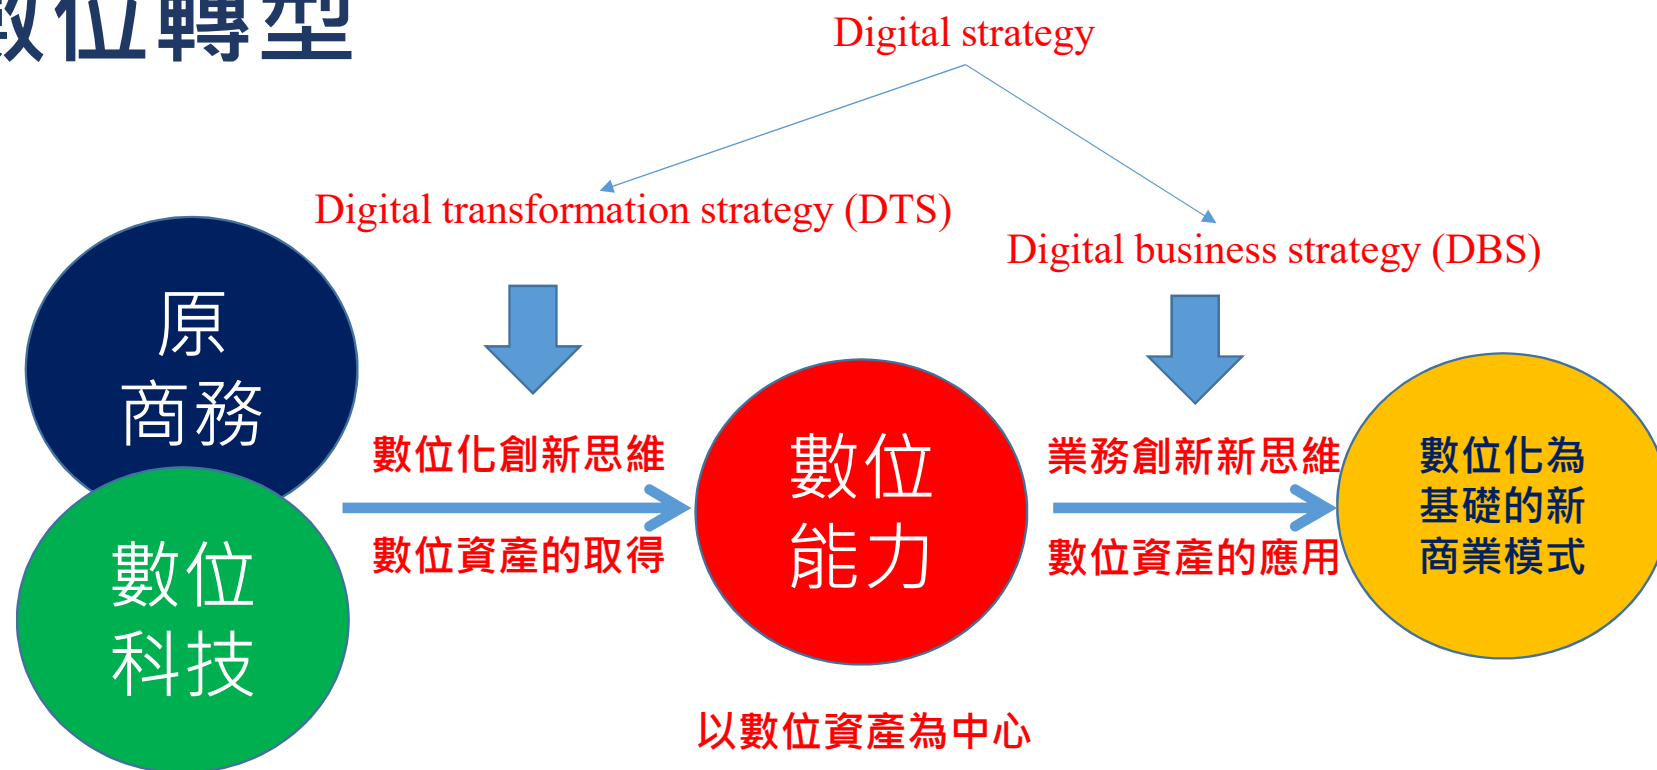 數位轉型
Digital strategy
Digital transformation strategy (DTS)
Digital business strategy (DBS)
原
商務
數位
科技
數位化創新思維
數位資產的取得
數位
能力
業務創新新思維
數位資產的應用
數位化為
基礎的新
商業模式
以數位資產為中心